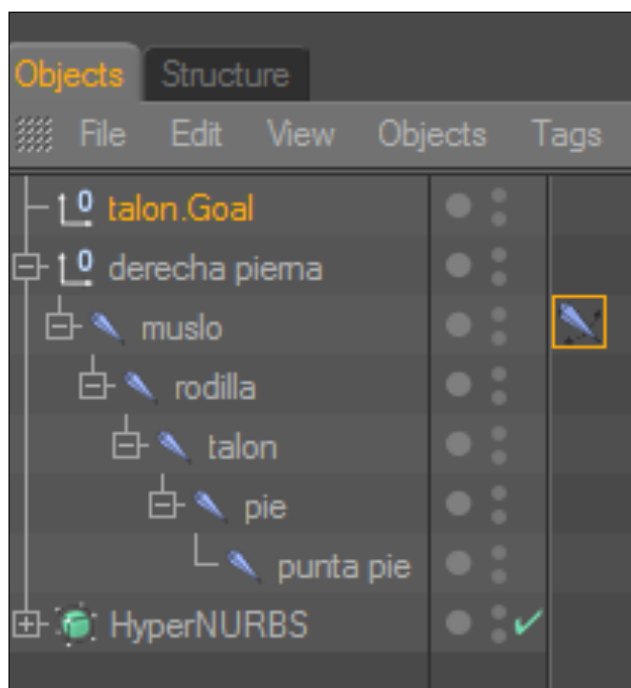 Objects Structure
File Edit View Objects Tags
talon.Goal
derecha pierna
muslo
rodilla
talon
pie
punta pie
HyperNURBS